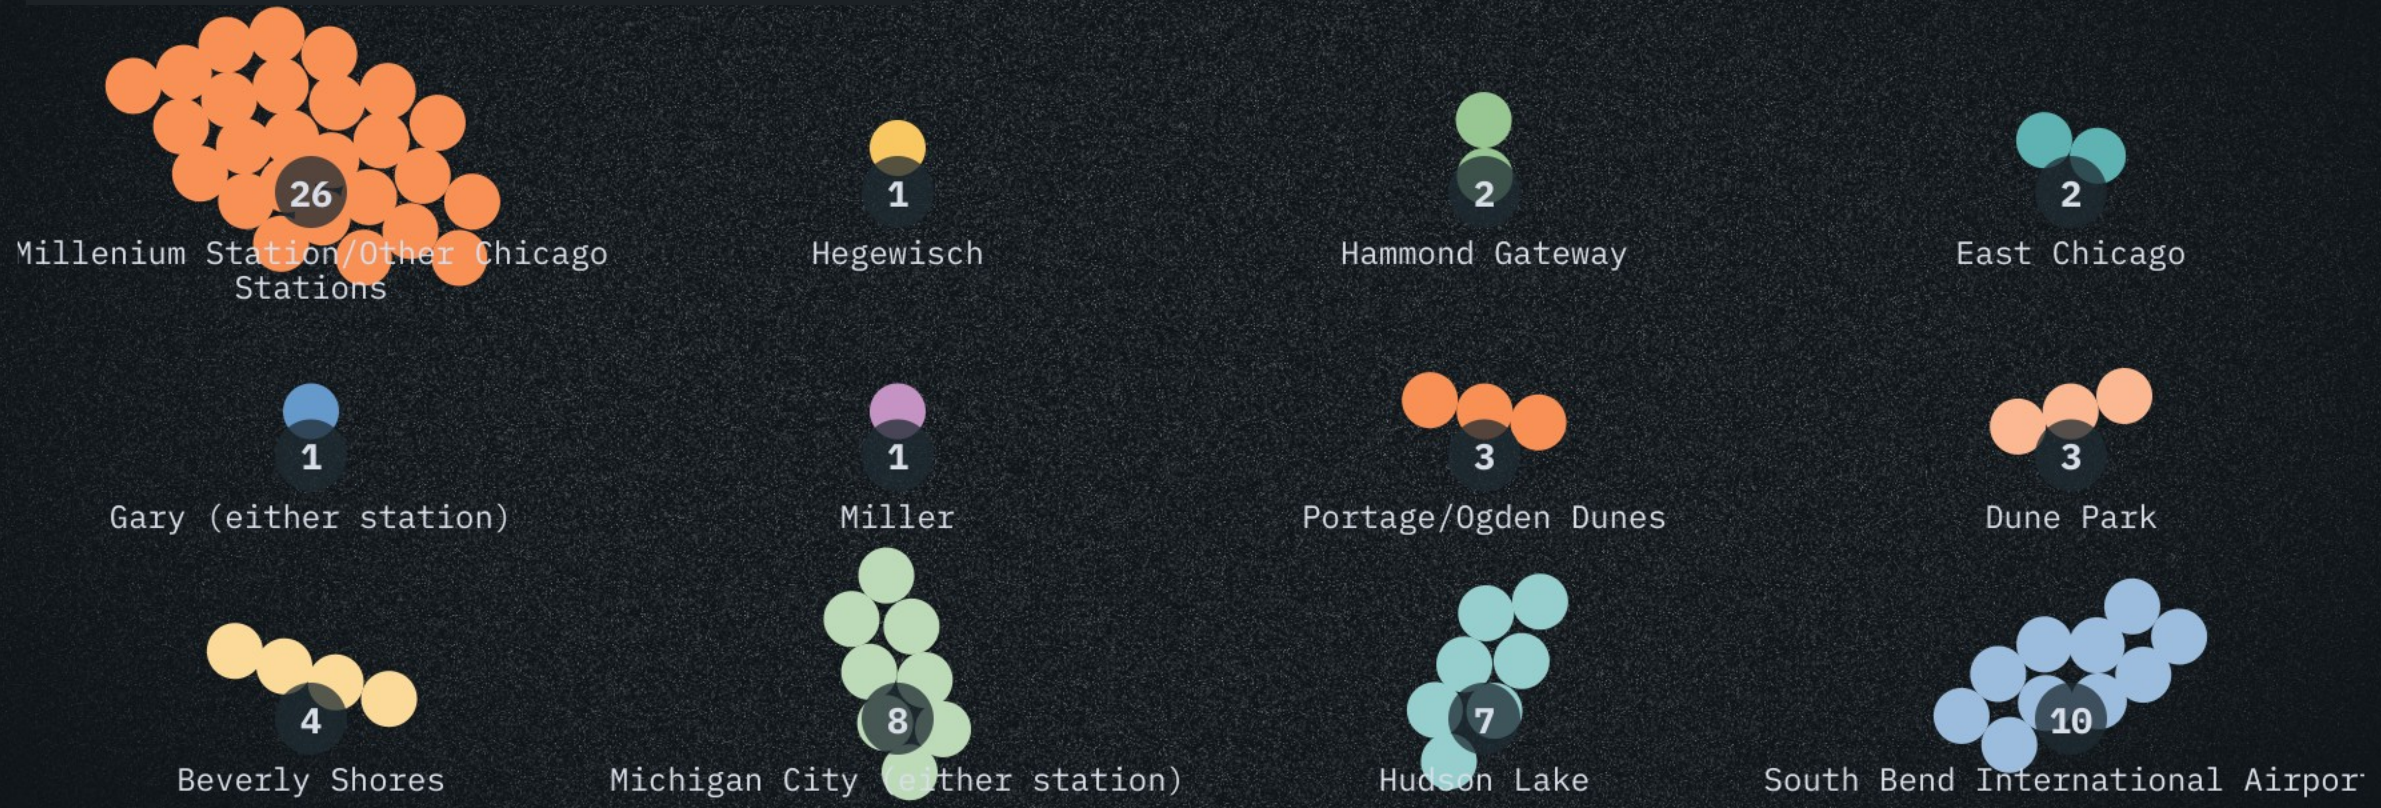 26
1
2
2
Millenium Station/Other Chicago
Stations
Hegewisch
Hammond Gateway
East Chicago
1
1
3
3
Gary (either station)
Miller
Portage/Ogden Dunes
Dune Park
4
8
7
10
Beverly Shores
Michigan City (either station)
Hudson Lake
South Bend International Airpor